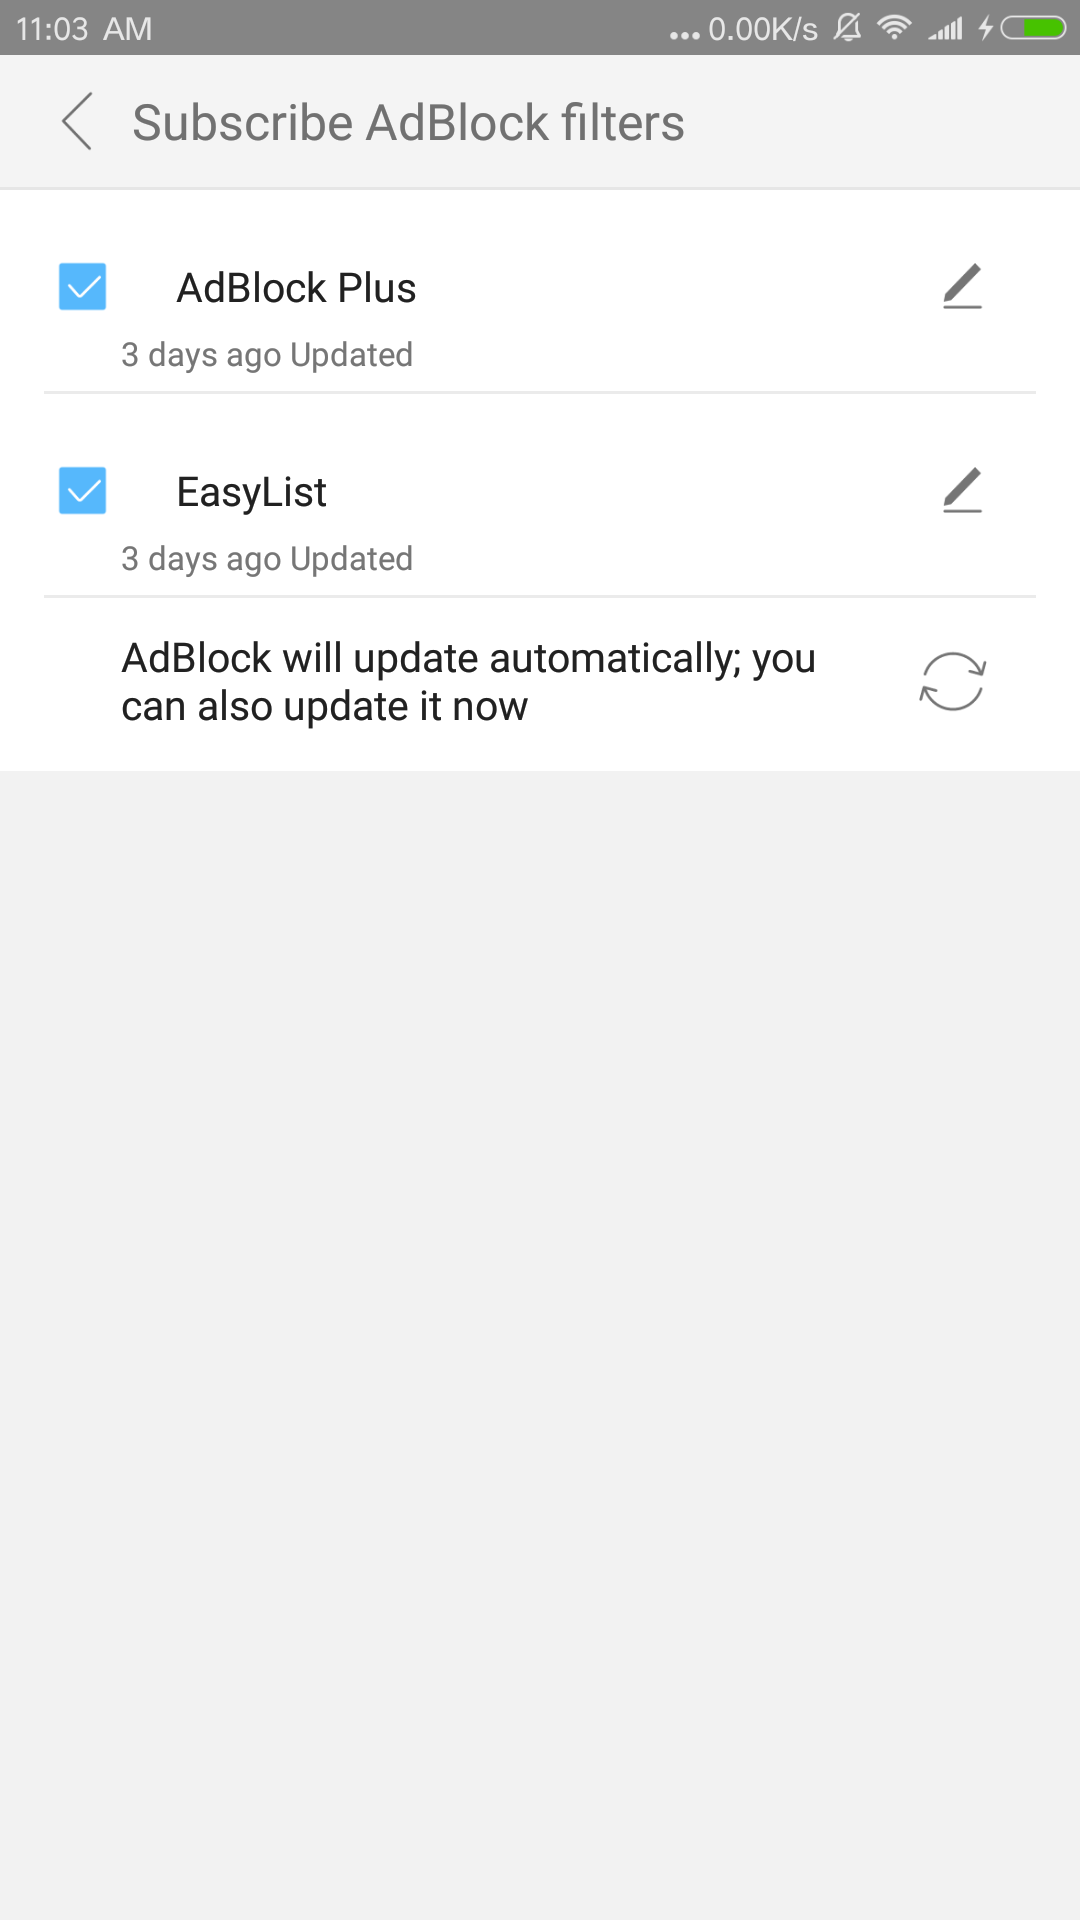 11:03 AM ... 0.00K/s
Subscribe AdBlock filters
AdBlock Plus
3 days ago Updated
EasyList
3 days ago Updated
AdBlock will update automatically; you
can also update it now